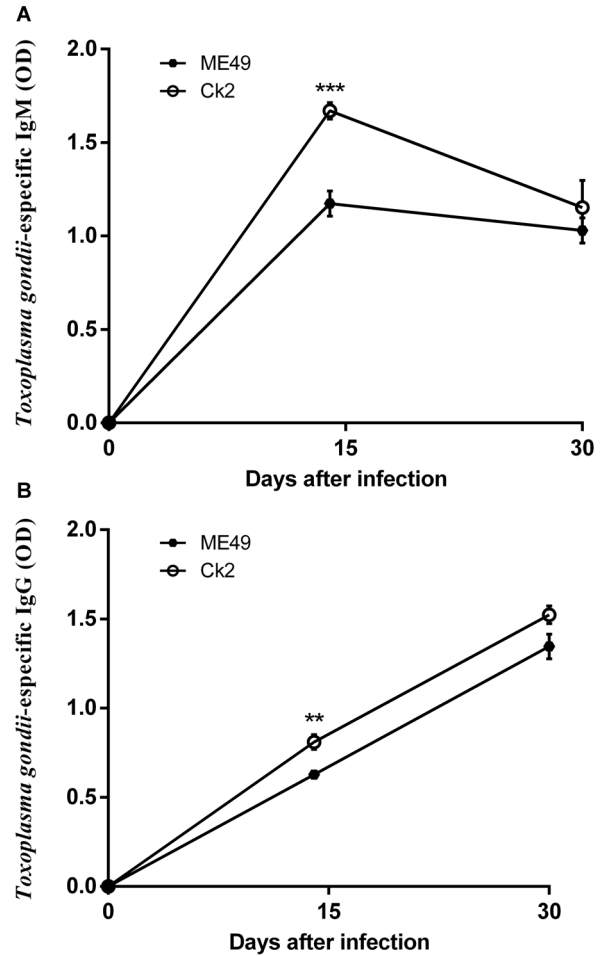 A
Toxoplasma gondii-especific IgM (OD)
2.0
1.5
1.0
0.5
0.0
ME49
Ck2
***
0
15
30
Days after infection
B
Toxoplasma gondii-especific IgG (OD)
2.0
1.5
1.0
0.5
0.0
ME49
Ck2
**
0
15
30
Days after infection